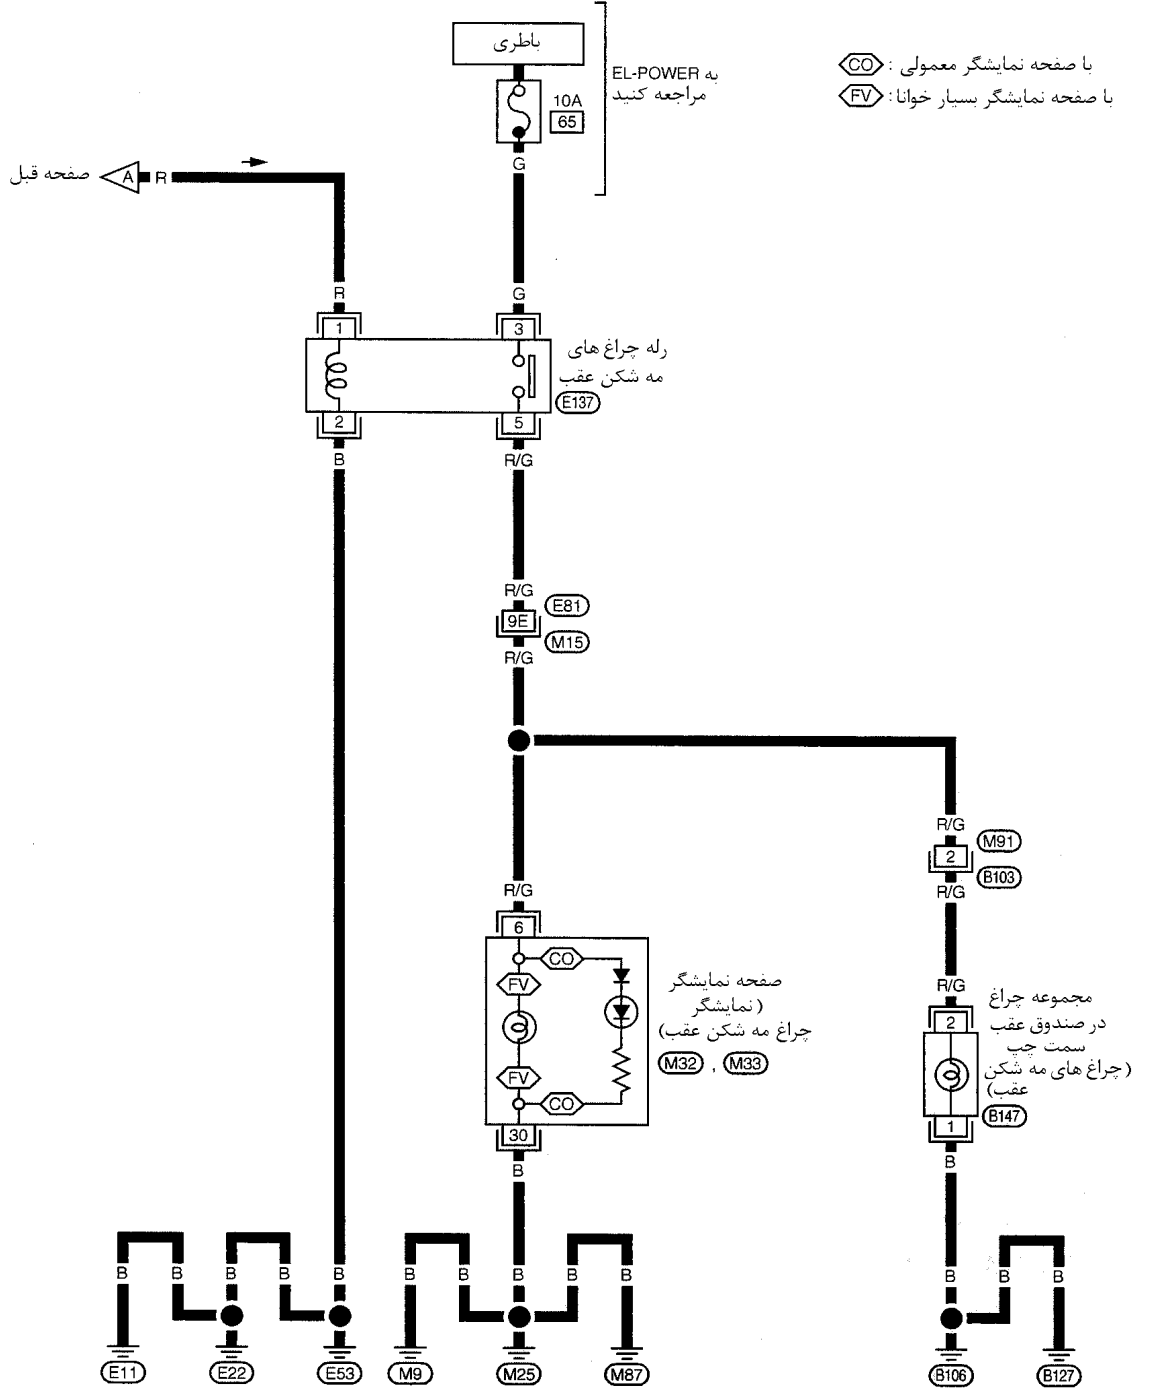 باطری
به EL-POWER
مراجعه کنید
با صفحه نمایشگر معمولی : CO
با صفحه نمایشگر بسیار خوانا : FV
10A
65
G
صفحه قبل A R
R
G
1
3
رله چراغ های
مه شکن عقب
E137
2
5
B
R/G
R/G
E81
9E
M15
R/G
R/G
M91
2
B103
R/G
R/G
6
CO
FV
صفحه نمایشگر
(نمایشگر
چراغ مه شکن عقب)
M32 , M33
FV
CO
30
B
R/G
2
مجموعه چراغ
در صندوق عقب
سمت چپ
(چراغ های مه شکن
عقب)
B147
1
B
B B B B B B B B B B B B B
E11 E22 E53 M9 M25 M87 B106 B127